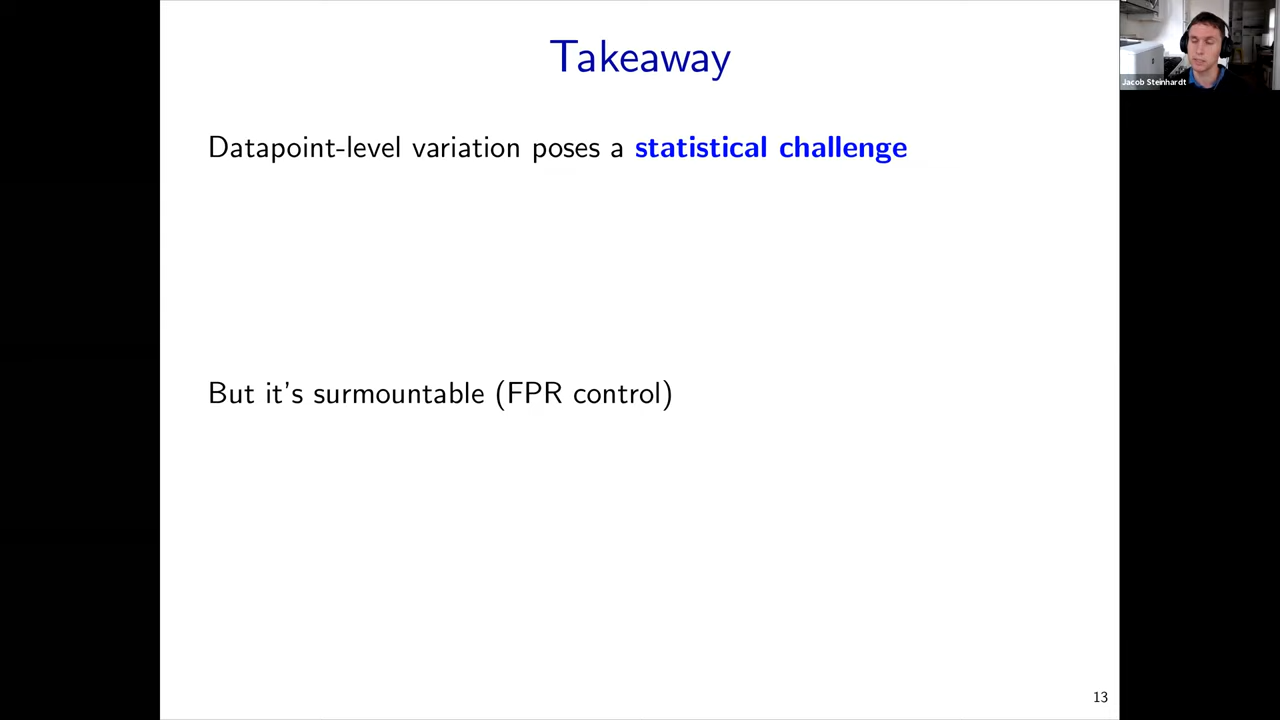 Takeaway
Jacob Steinhardt
Datapoint-level variation poses a statistical challenge
But it's surmountable (FPR control)
13